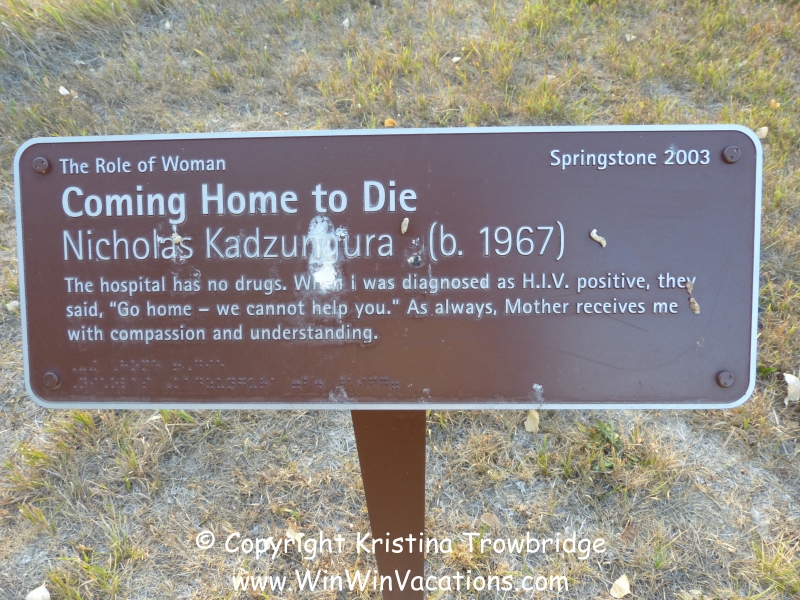 The Role of Woman
Springstone 2003
Coming Home to Die
Nicholas Kadzungura (b. 1967)
The hospital has no drugs. When I was diagnosed as H.I.V. positive, they
said, "Go home – we cannot help you." As always, Mother receives me
with compassion and understanding.
© Copyright Kristina Trowbridge
www.WinWinVacations.com